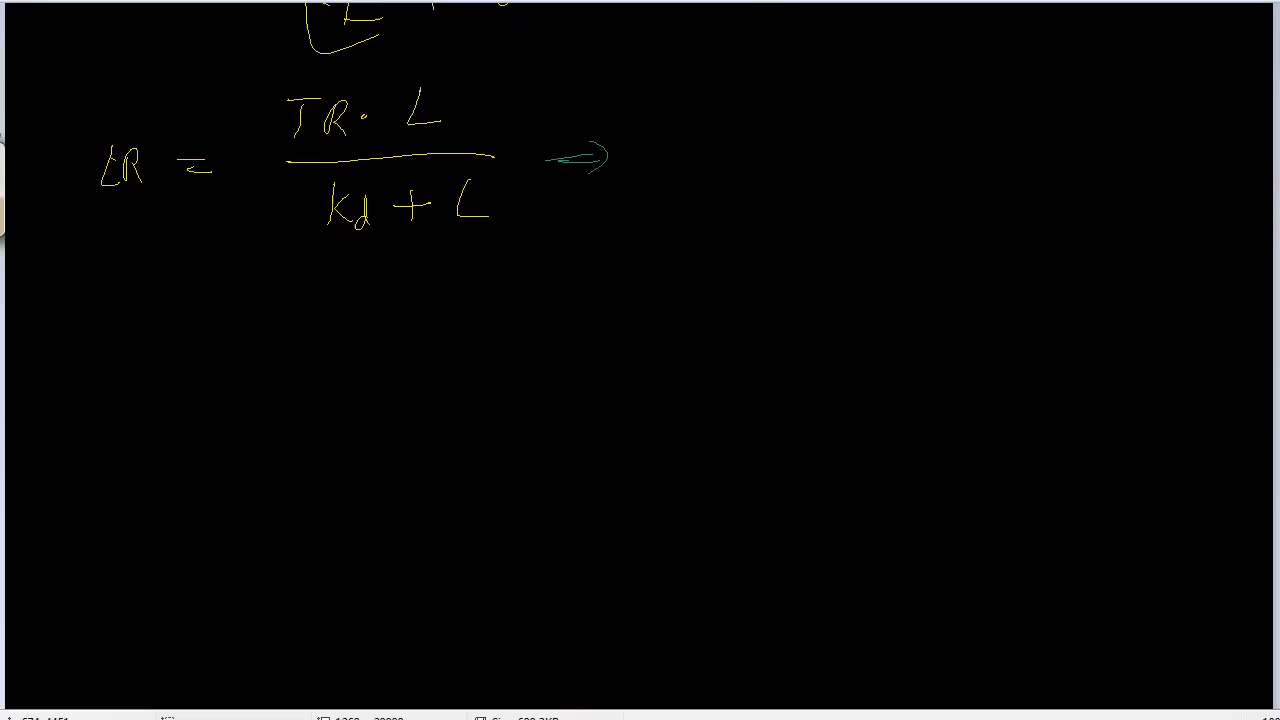 TR · L
LR = ⇒
Kd + L